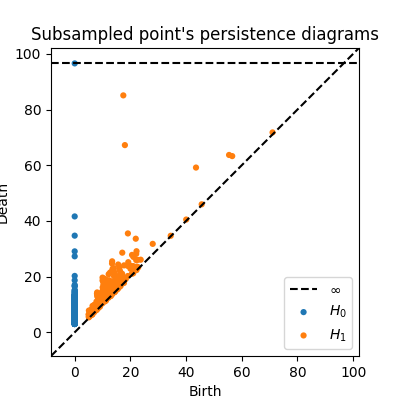 Subsampled point's persistence diagrams
100
80
60
40
20
0
Death
0 20 40 60 80 100
Birth
∞
H₀
H₁